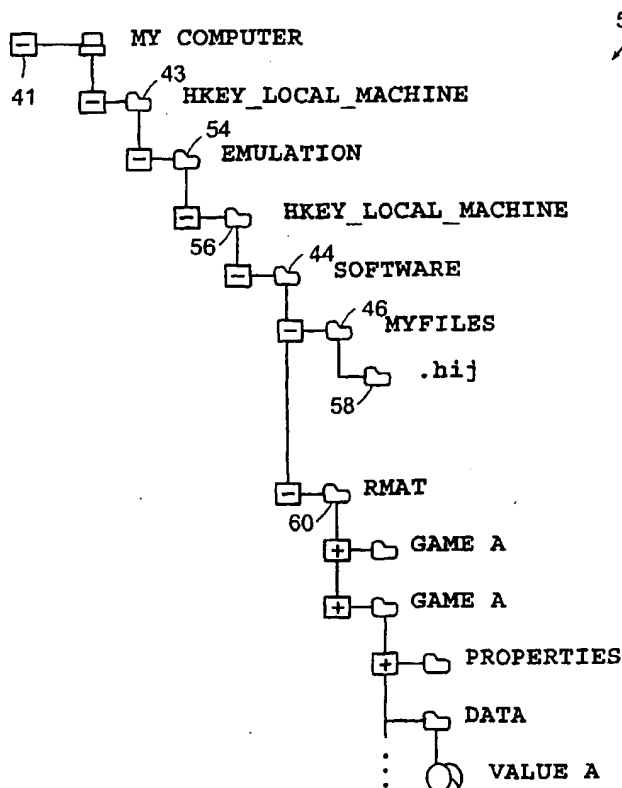 5
MY COMPUTER
41
43
HKEY_LOCAL_MACHINE
54
EMULATION
HKEY_LOCAL_MACHINE
56
44
SOFTWARE
46
MYFILES
.hij
58
RMAT
60
GAME A
GAME A
PROPERTIES
DATA
VALUE A